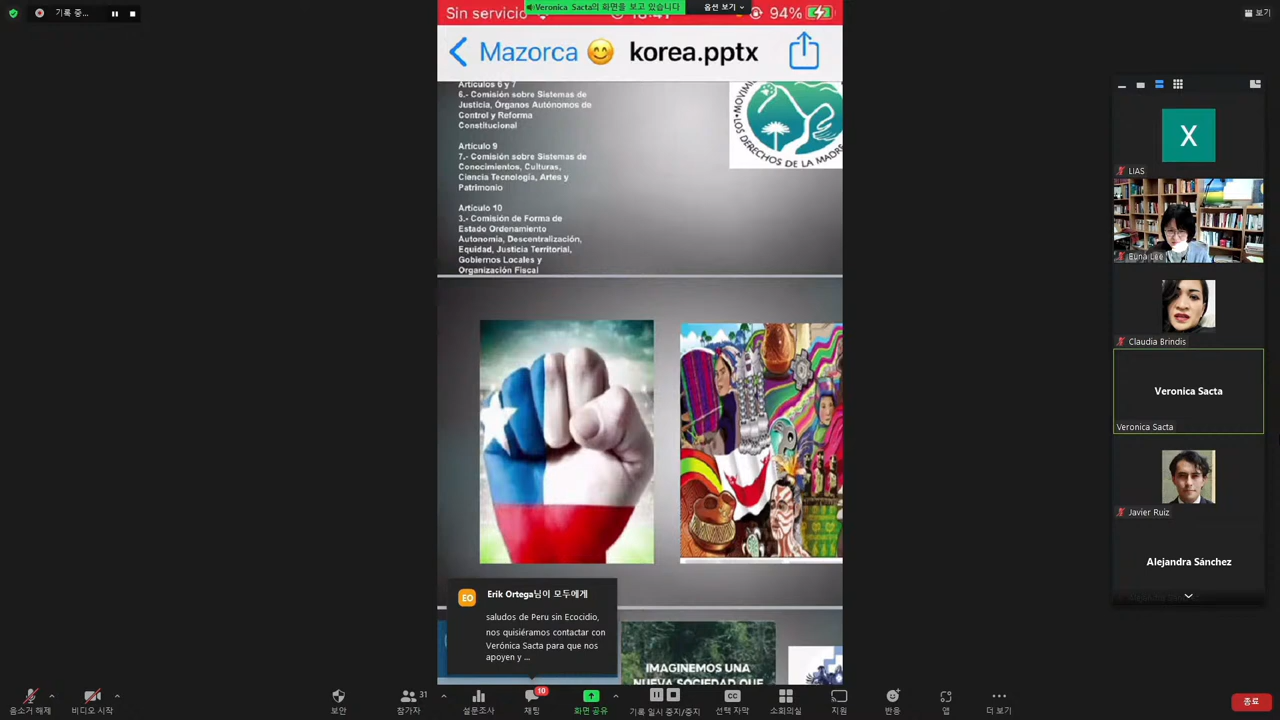 기록 중...
Sin servicio
Veronica Sacta의 화면을 보고 있습니다
옵션 보기
94%
보기
Mazorca 😊 korea.pptx
Artículos 6 y 7
6.- Comisión sobre Sistemas de
Justicia, Órganos Autónomos de
Control y Reforma
Constitucional
Artículo 9
7.- Comisión sobre Sistemas de
Conocimientos, Culturas,
Ciencia Tecnología, Artes y
Patrimonio
Artículo 10
3.- Comisión de Forma de
Estado Ordenamiento
Autonomía, Descentralización,
Equidad, Justicia Territorial,
Gobiernos Locales y
Organización Fiscal
LOS DERECHOS DE LA MADRE
X
LIAS
Euna Lee
Claudia Brindis
Veronica Sacta
Veronica Sacta
Javier Ruiz
Alejandra Sánchez
EO
Erik Ortega님이 모두에게
saludos de Peru sin Ecocidio,
nos quisiéramos contactar con
Verónica Sacta para que nos
apoyen y ...
IMAGINEMOS UNA
NUEVA SOCIEDAD QUE
음소거 해제
비디오 시작
보안
31
참가자
설문조사
10
채팅
화면 공유
기록 일시 중지/중지
CC
선택 자막
소회의실
지원
반응
앱
더 보기
종료